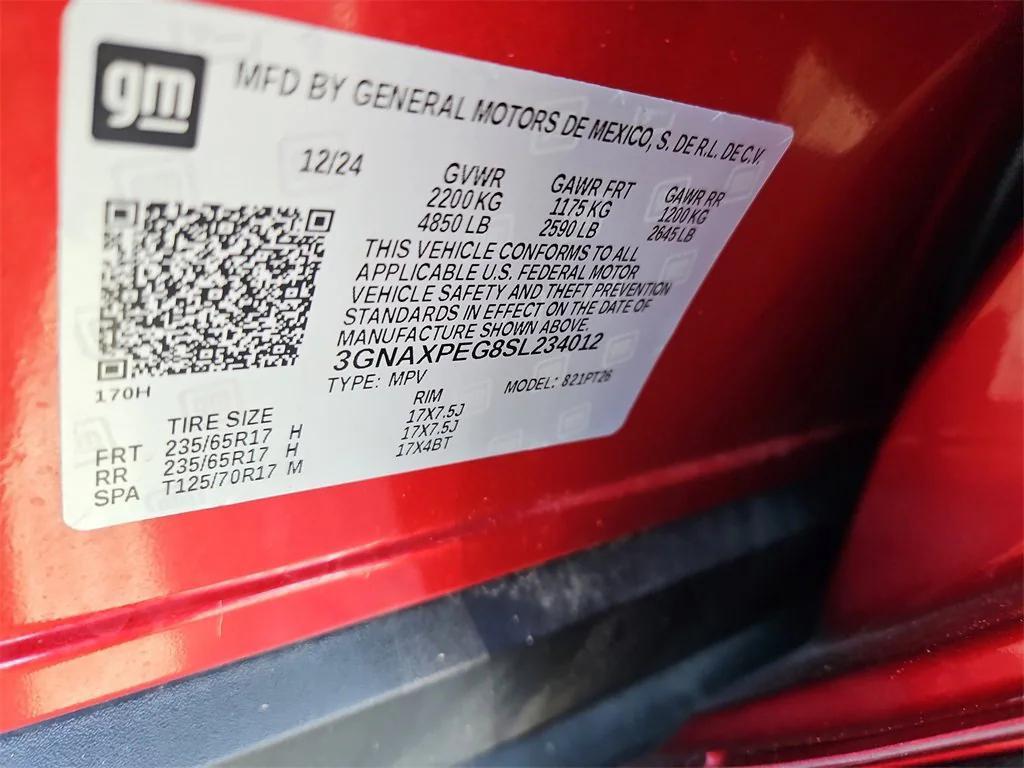 gm
MFD BY GENERAL MOTORS DE MEXICO, S. DE R.L. DE C.V.
12/24 GVWR GAWR FRT GAWR RR
2200 KG 1175 KG 1200 KG
4850 LB 2590 LB 2645 LB
THIS VEHICLE CONFORMS TO ALL
APPLICABLE U.S. FEDERAL MOTOR
VEHICLE SAFETY AND THEFT PREVENTION
STANDARDS IN EFFECT ON THE DATE OF
MANUFACTURE SHOWN ABOVE.
3GNAXPEG8SL234012
170H
TYPE: MPV MODEL: 821PT26
TIRE SIZE RIM
FRT 235/65R17 H 17X7.5J
RR 235/65R17 H 17X7.5J
SPA T125/70R17 M 17X4BT